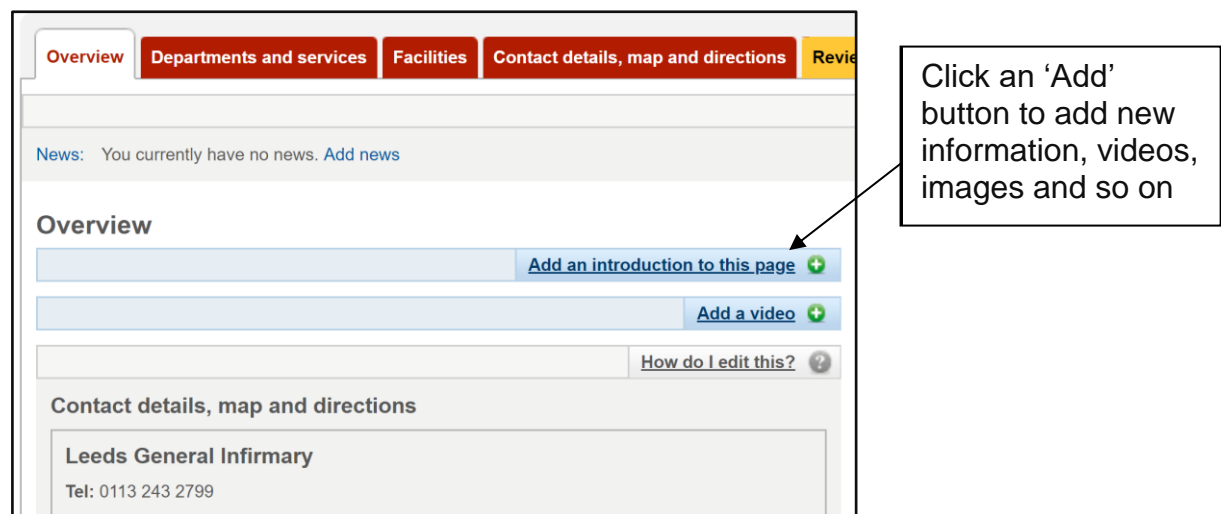 Overview Departments and services Facilities Contact details, map and directions Revie
News: You currently have no news. Add news
Overview
Add an introduction to this page
Add a video
How do I edit this? ?
Contact details, map and directions
Leeds General Infirmary
Tel: 0113 243 2799
Click an ‘Add’
button to add new
information, videos,
images and so on